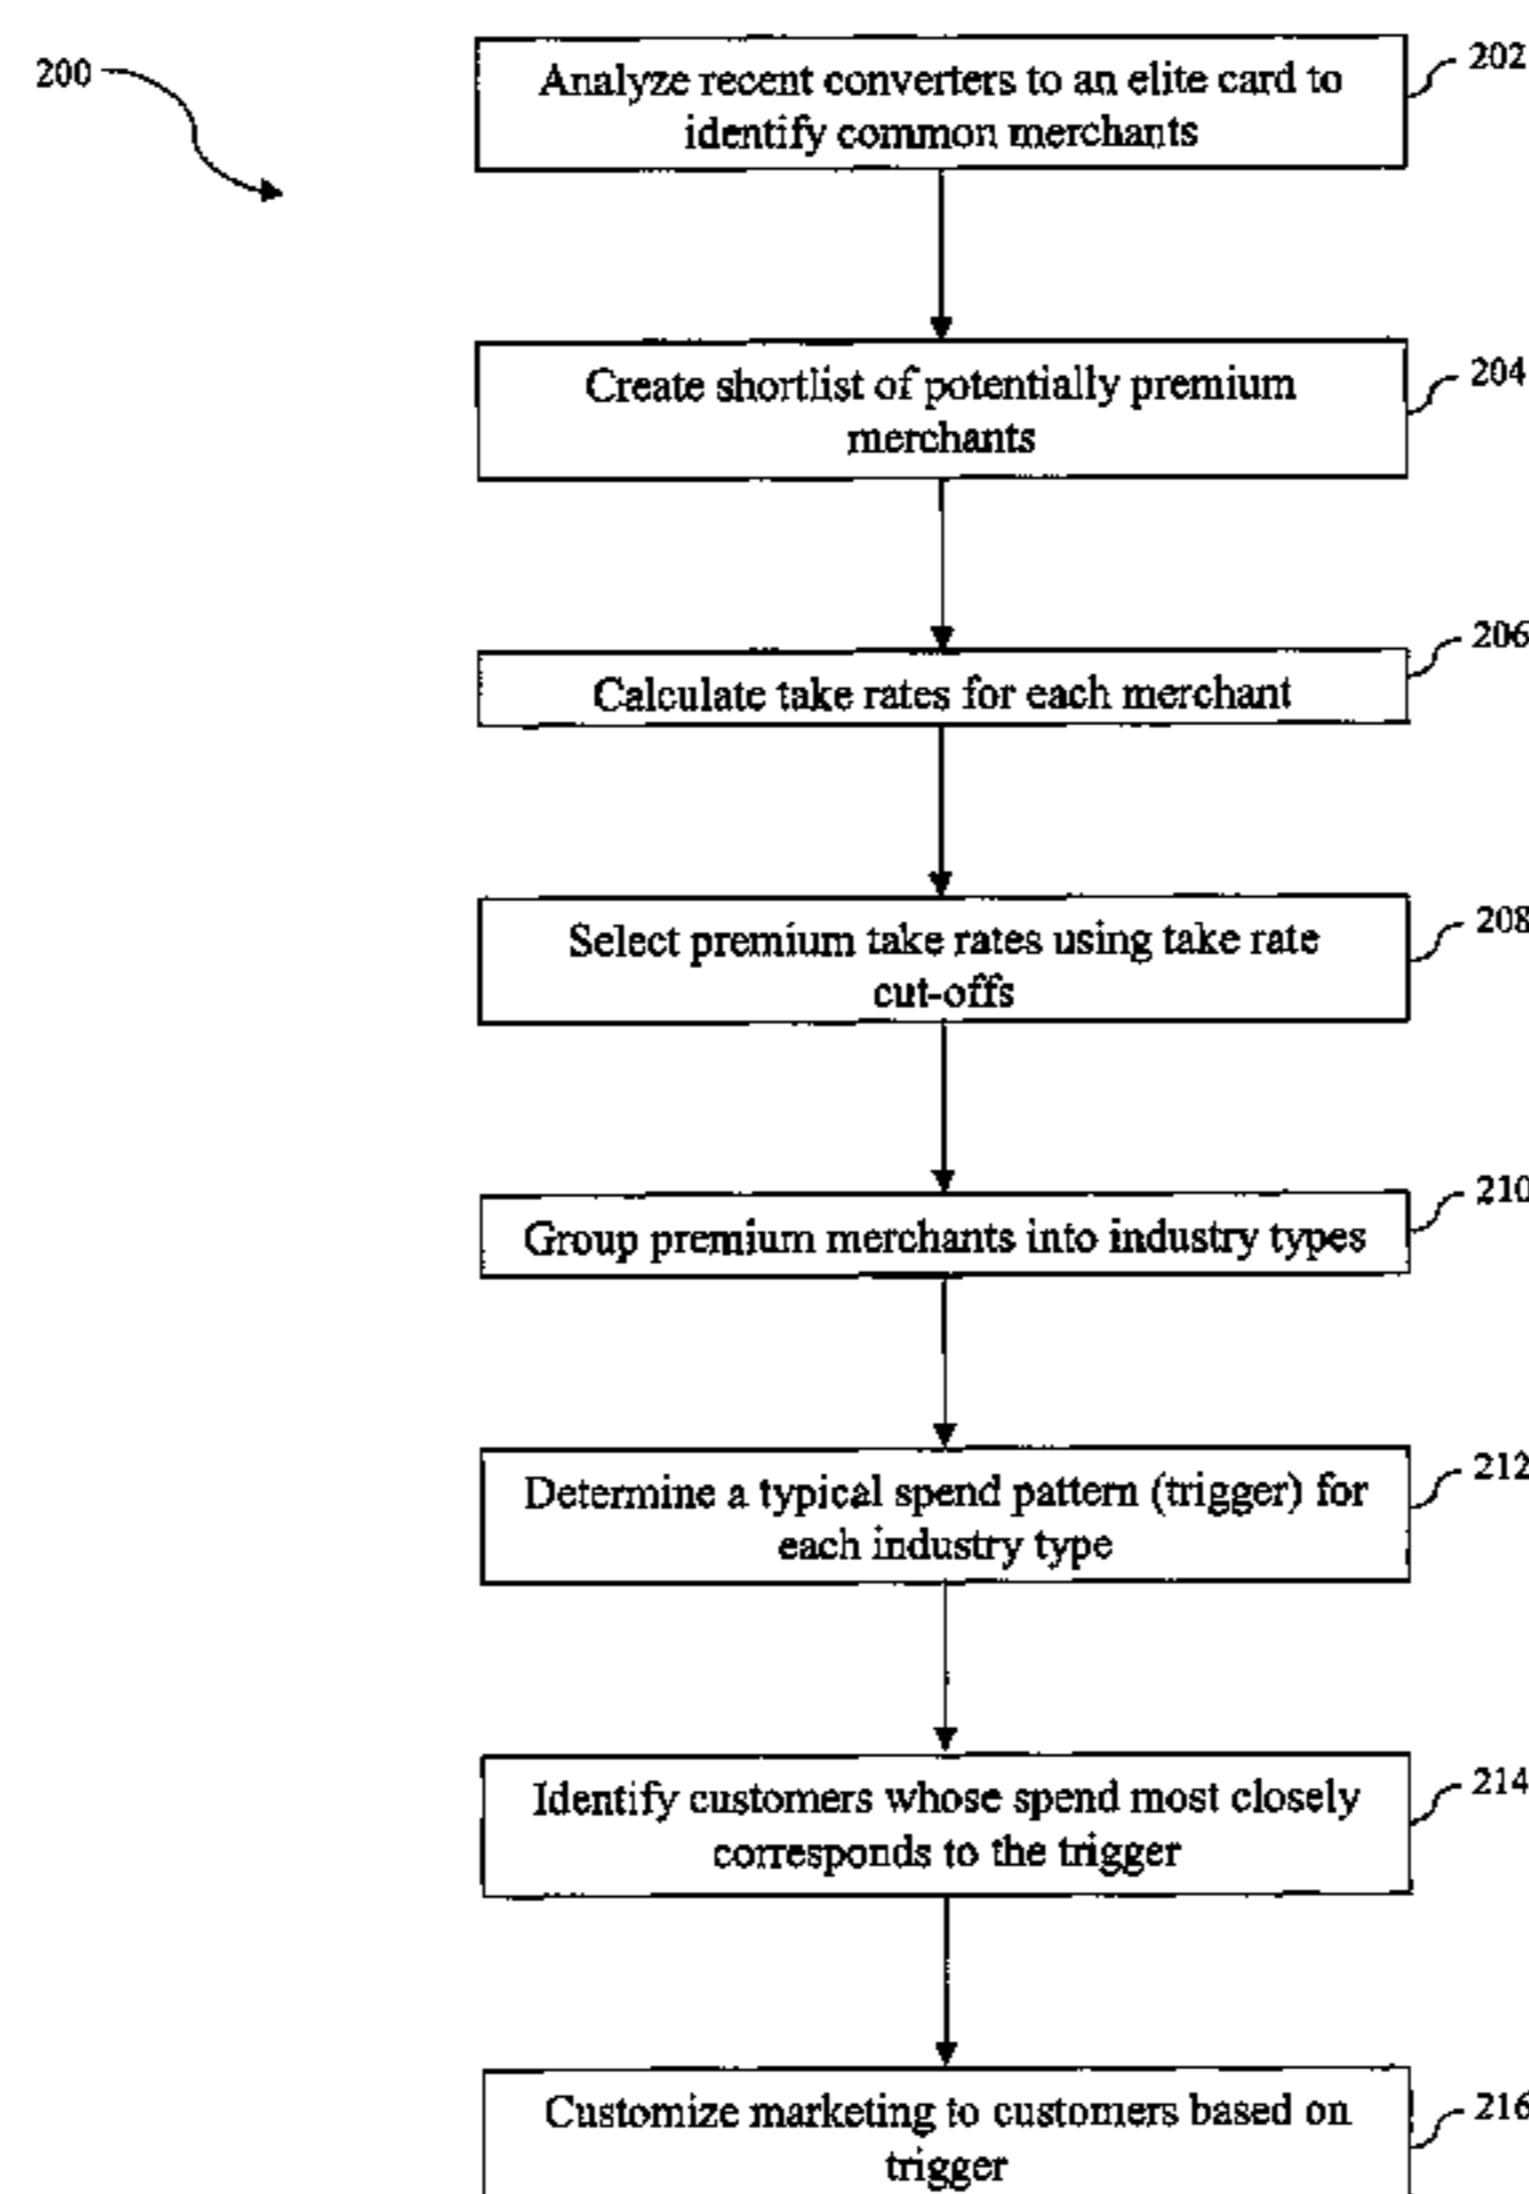 200
Analyze recent converters to an elite card to
identify common merchants
202
Create shortlist of potentially premium
merchants
204
Calculate take rates for each merchant
206
Select premium take rates using take rate
cut-offs
208
Group premium merchants into industry types
210
Determine a typical spend pattern (trigger) for
each industry type
212
Identify customers whose spend most closely
corresponds to the trigger
214
Customize marketing to customers based on
trigger
216